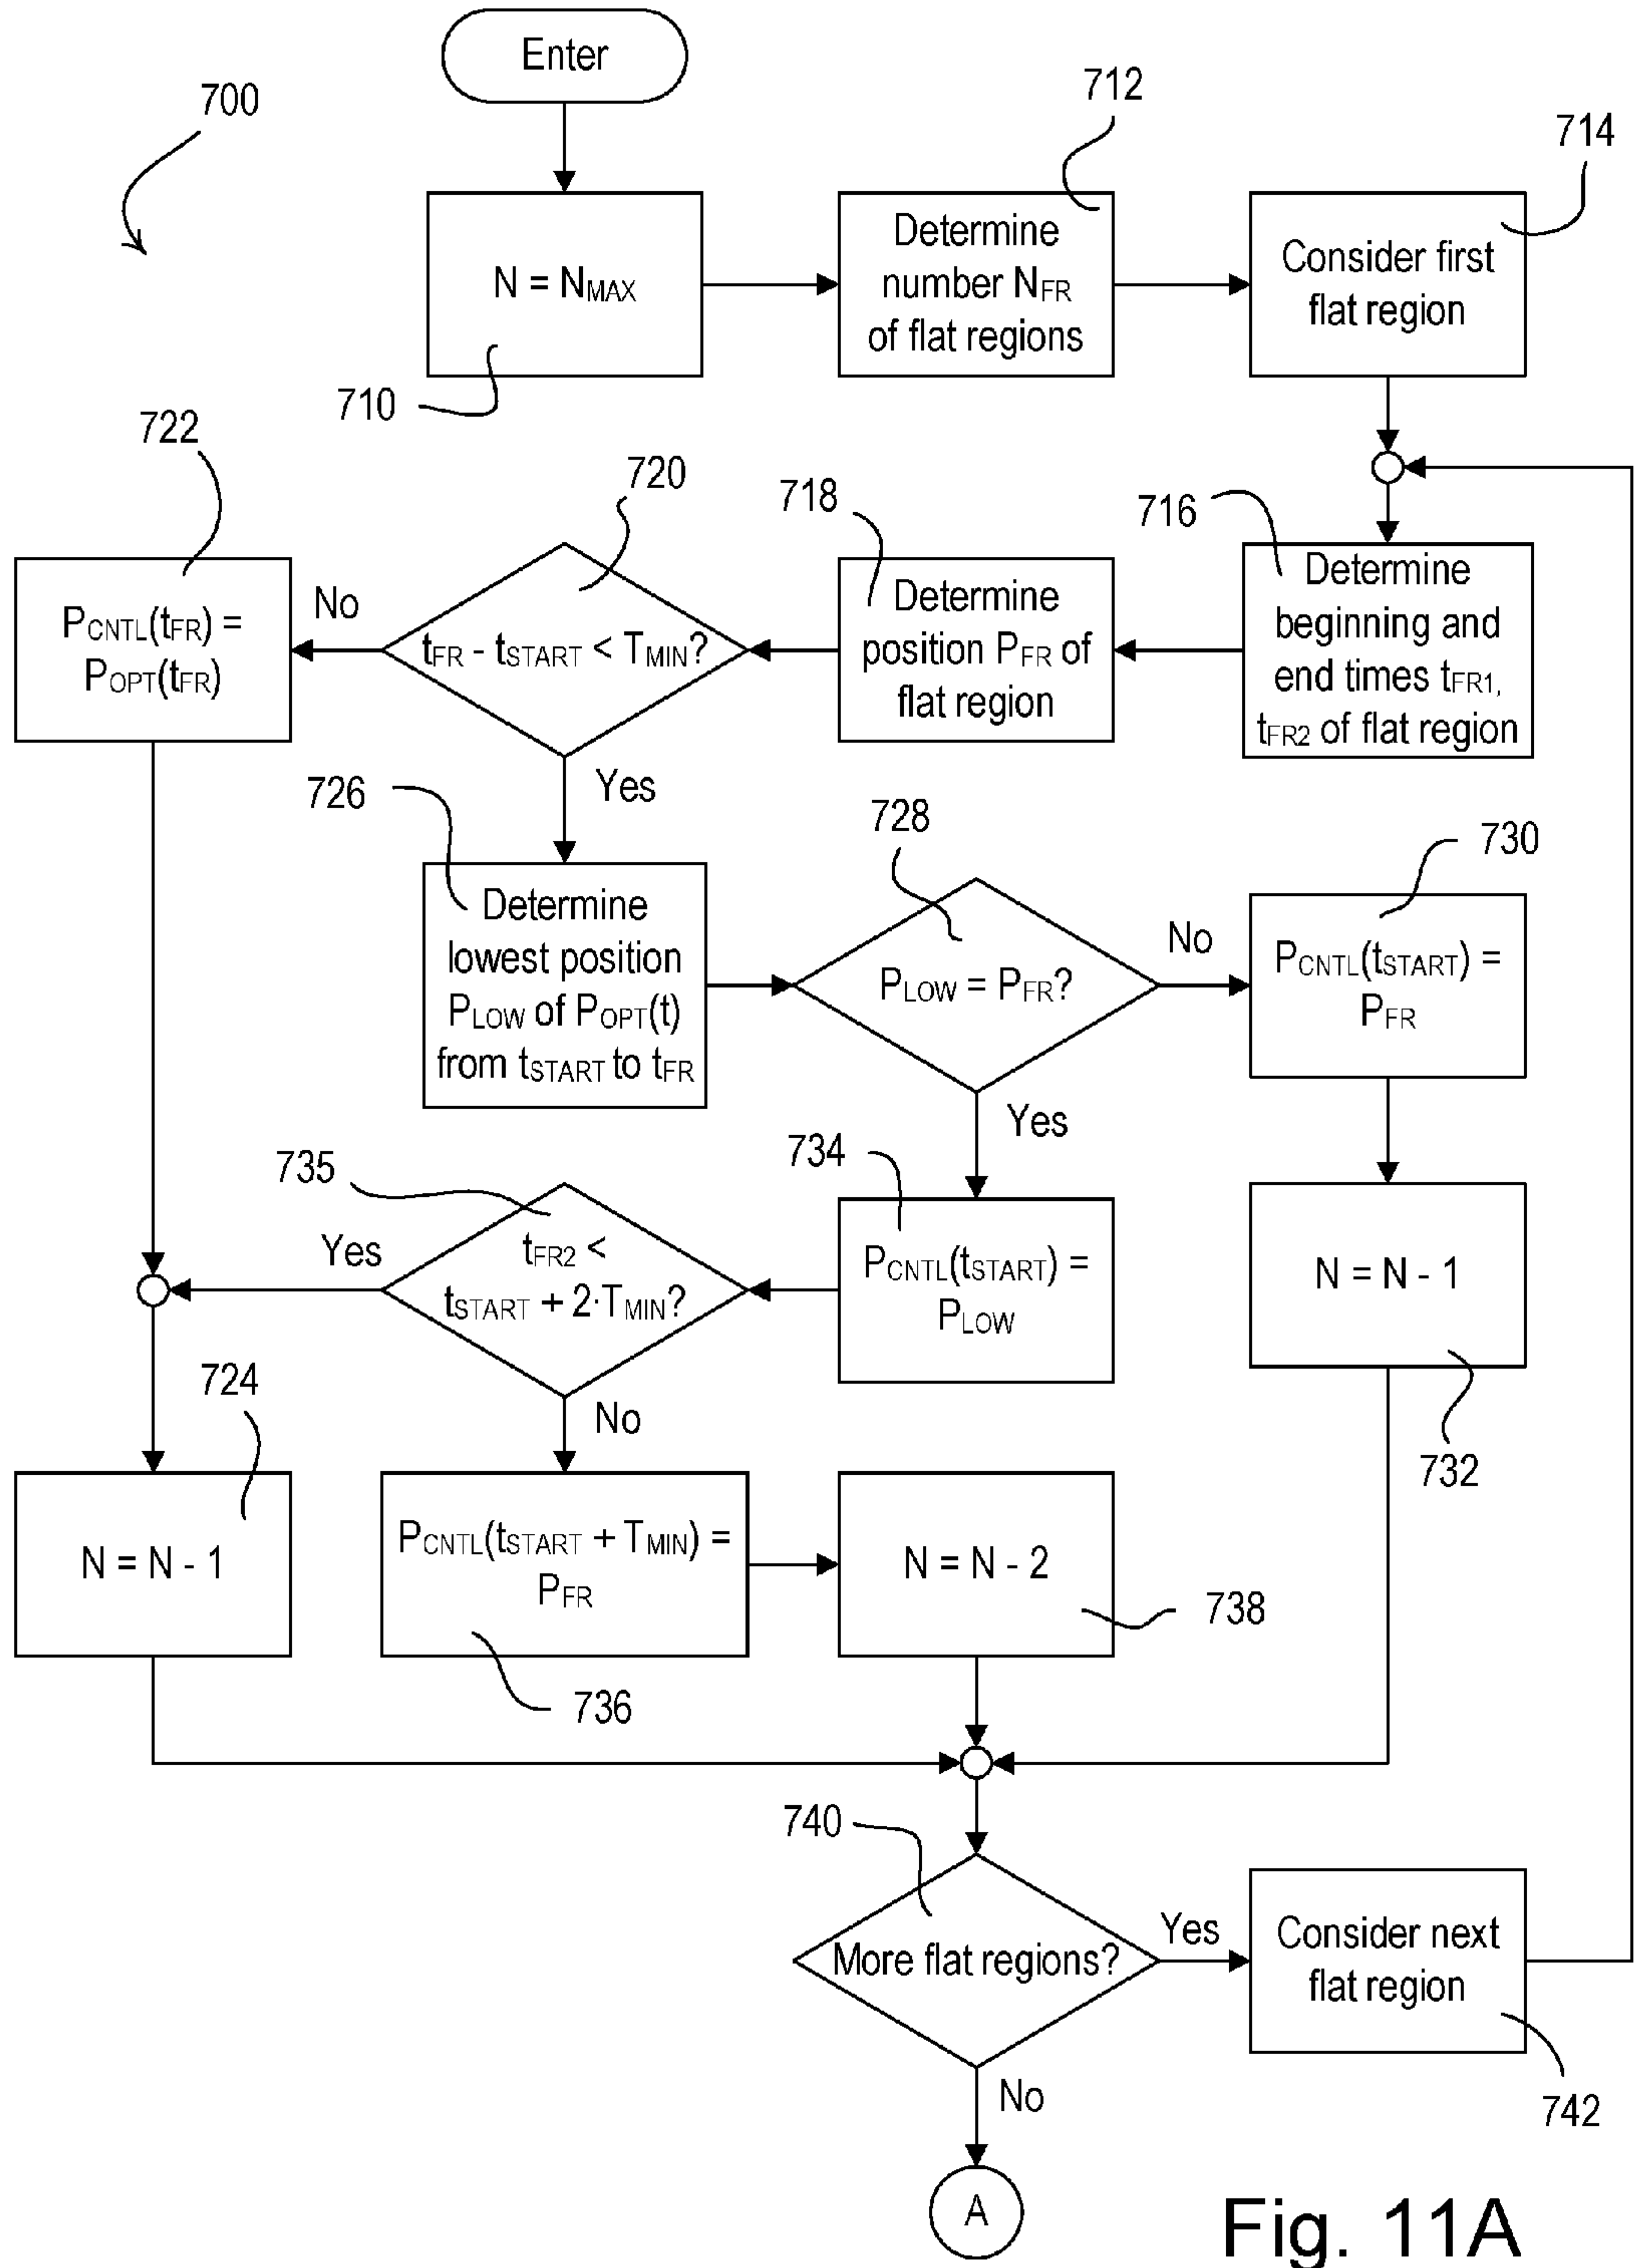 Enter
700
712
714
N = NMAX
Determine
number NFR
of flat regions
Consider first
flat region
710
722
720
718
716
PCNTL(tFR) =
POPT(tFR)
No
tFR - tSTART < TMIN?
Determine
position PFR of
flat region
Determine
beginning and
end times tFR1,
tFR2 of flat region
Yes
726
728
730
Determine
lowest position
PLOW of POPT(t)
from tSTART to tFR
PLOW = PFR?
No
PCNTL(tSTART) =
PFR
Yes
735
734
Yes
tFR2 <
tSTART + 2·TMIN?
PCNTL(tSTART) =
PLOW
N = N - 1
724
No
732
N = N - 1
PCNTL(tSTART + TMIN) =
PFR
N = N - 2
738
736
740
More flat regions?
Yes
Consider next
flat region
No
742
A
Fig. 11A